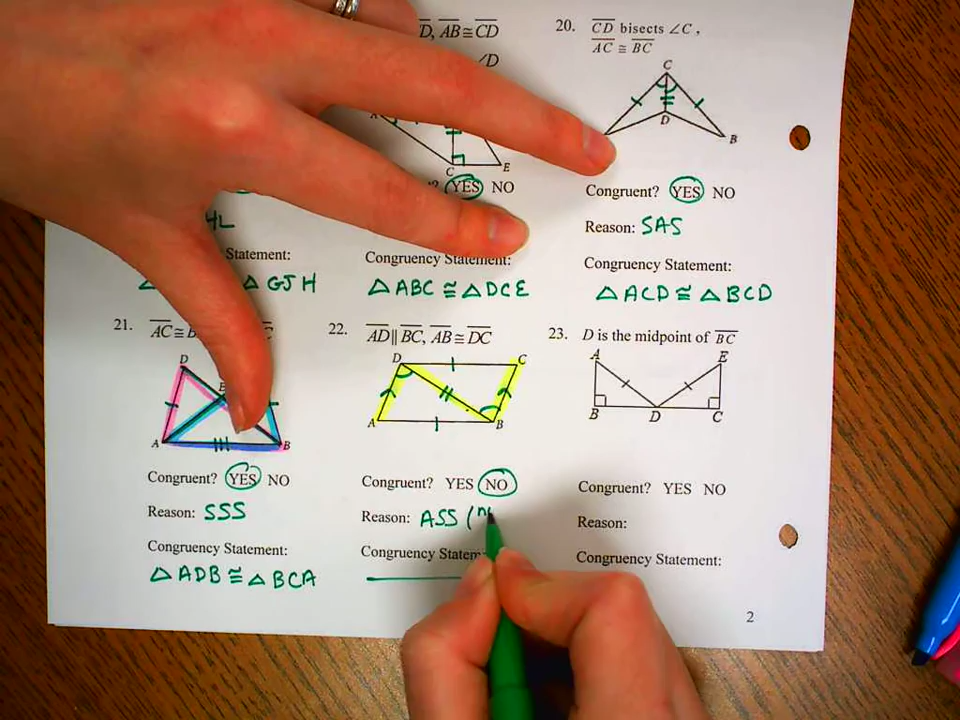 D, AB ≅ CD
∠D
A
C
E
? YES NO
HL
Statement:
△ GJH
Congruency Statement:
△ ABC ≅ △ DCE
20. CD bisects ∠C,
AC ≅ BC
C
D
B
Congruent? YES NO
Reason: SAS
Congruency Statement:
△ ACD ≅ △ BCD
21. AC ≅ B
D
A
B
Congruent? YES NO
Reason: SSS
Congruency Statement:
△ ADB ≅ △ BCA
22. AD || BC, AB ≅ DC
D
C
A
B
Congruent? YES NO
Reason: ASS (n
Congruency Statem
23. D is the midpoint of BC
A
E
B
D
C
Congruent? YES NO
Reason:
Congruency Statement:
2